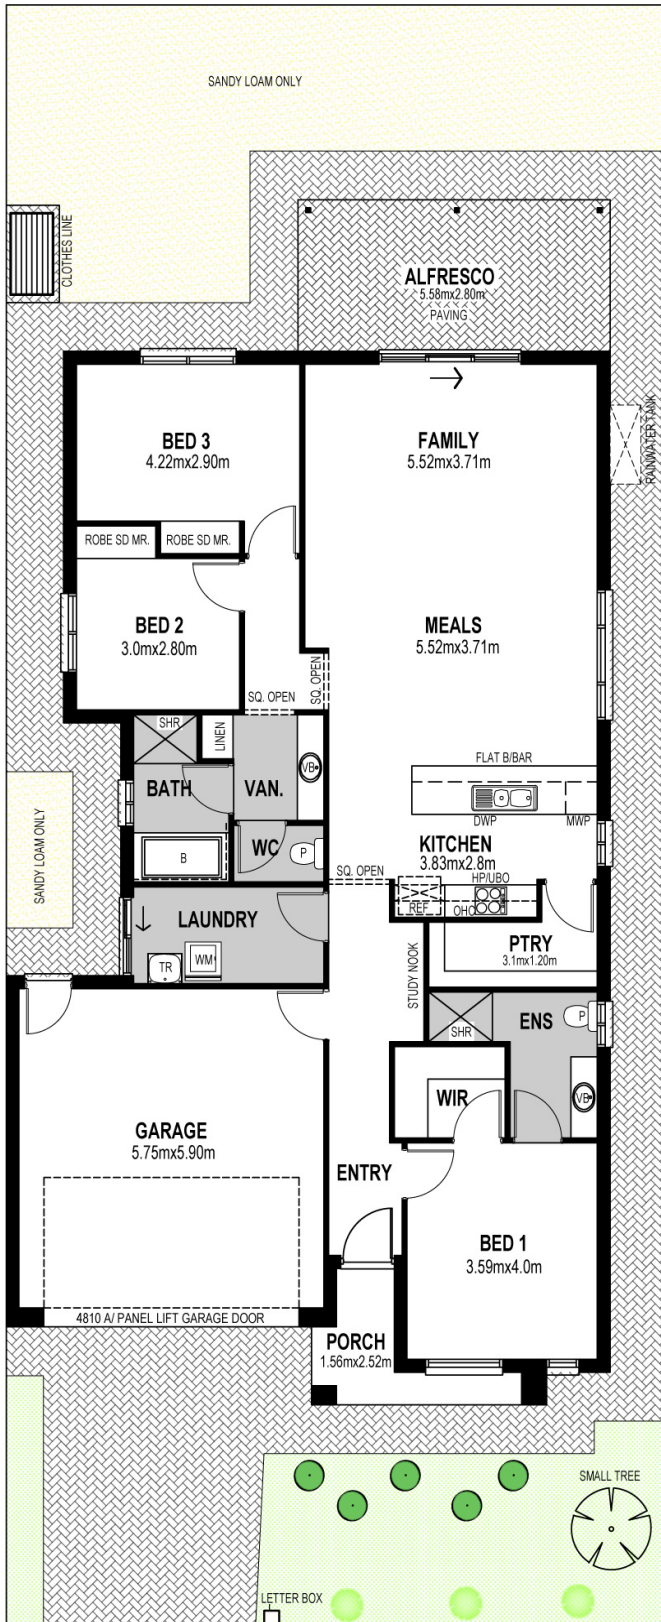 SANDY LOAM ONLY
CLOTHES LINE
ALFRESCO
5.58mx2.80m
PAVING
BED 3
4.22mx2.90m
FAMILY
5.52mx3.71m
RAINWATER TANK
ROBE SD MR.
ROBE SD MR.
BED 2
3.0mx2.80m
MEALS
5.52mx3.71m
SQ. OPEN
SQ. OPEN
SHR
LINEN
BATH
VAN.
VB
FLAT B/BAR
DWP
MWP
SANDY LOAM ONLY
B
WC
P
KITCHEN
3.83mx2.8m
SQ. OPEN
HP/UBO
REF
OHC
LAUNDRY
TR
WM
STUDY NOOK
PTRY
3.1mx1.20m
SHR
ENS
P
WIR
VB
GARAGE
5.75mx5.90m
ENTRY
BED 1
3.59mx4.0m
4810 A/ PANEL LIFT GARAGE DOOR
PORCH
1.56mx2.52m
SMALL TREE
LETTER BOX